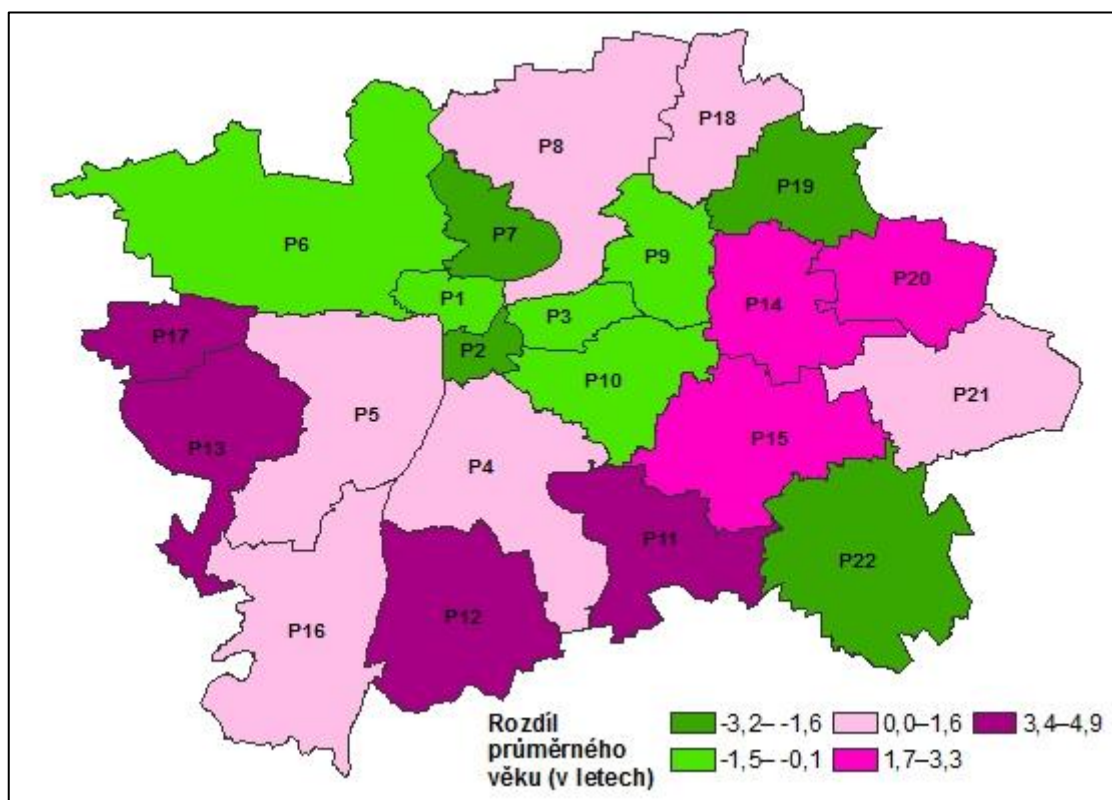 P18
P8
P19
P7
P6
P9
P20
P1
P14
P3
P17
P2
P10
P21
P5
P15
P13
P4
P11
P22
P12
P16
Rozdíl
průměrného
věku (v letech)
-3,2– -1,6
0,0–1,6
3,4–4,9
-1,5– -0,1
1,7–3,3